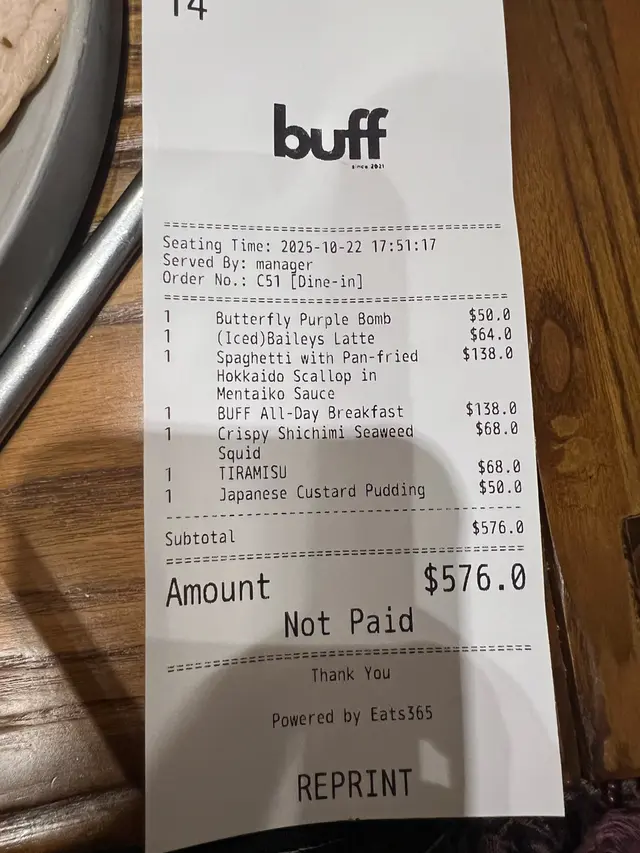 14
buff
since 2021
Seating Time: 2025-10-22 17:51:17
Served By: manager
Order No.: C51 [Dine-in]
1 Butterfly Purple Bomb $50.0
1 (Iced)Baileys Latte $64.0
1 Spaghetti with Pan-fried $138.0
Hokkaido Scallop in
Mentaiko Sauce
1 BUFF All-Day Breakfast $138.0
1 Crispy Shichimi Seaweed $68.0
Squid
1 TIRAMISU $68.0
1 Japanese Custard Pudding $50.0
Subtotal $576.0
Amount $576.0
Not Paid
Thank You
Powered by Eats365
REPRINT